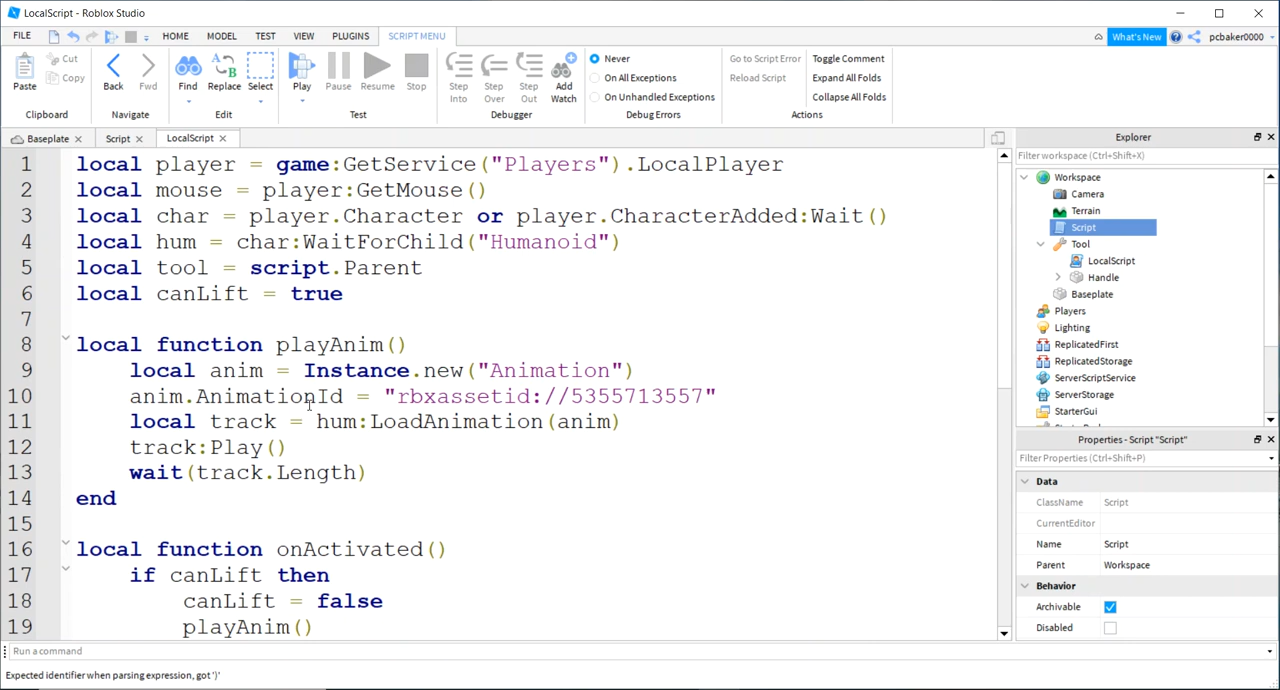 LocalScript - Roblox Studio
FILE HOME MODEL TEST VIEW PLUGINS SCRIPT MENU What's New pcbaker0000
Paste Cut Copy Back Fwd Find Replace Select Play Pause Resume Stop Step Into Step Over Step Out Add Watch
Never
On All Exceptions
On Unhandled Exceptions
Go to Script Error
Reload Script
Toggle Comment
Expand All Folds
Collapse All Folds
Clipboard Navigate Edit Test Debugger Debug Errors Actions
Baseplate Script LocalScript
1 local player = game:GetService("Players").LocalPlayer
2 local mouse = player:GetMouse()
3 local char = player.Character or player.CharacterAdded:Wait()
4 local hum = char:WaitForChild("Humanoid")
5 local tool = script.Parent
6 local canLift = true
7
8 local function playAnim()
9 local anim = Instance.new("Animation")
10 anim.AnimationId = "rbxassetid://5355713557"
11 local track = hum:LoadAnimation(anim)
12 track:Play()
13 wait(track.Length)
14 end
15
16 local function onActivated()
17 if canLift then
18 canLift = false
19 playAnim()
Explorer
Filter workspace (Ctrl+Shift+X)
Workspace
Camera
Terrain
Script
Tool
LocalScript
Handle
Baseplate
Players
Lighting
ReplicatedFirst
ReplicatedStorage
ServerScriptService
ServerStorage
StarterGui
Properties - Script "Script"
Filter Properties (Ctrl+Shift+P)
Data
ClassName Script
CurrentEditor
Name Script
Parent Workspace
Behavior
Archivable
Disabled
Run a command
Expected identifier when parsing expression, got ')'